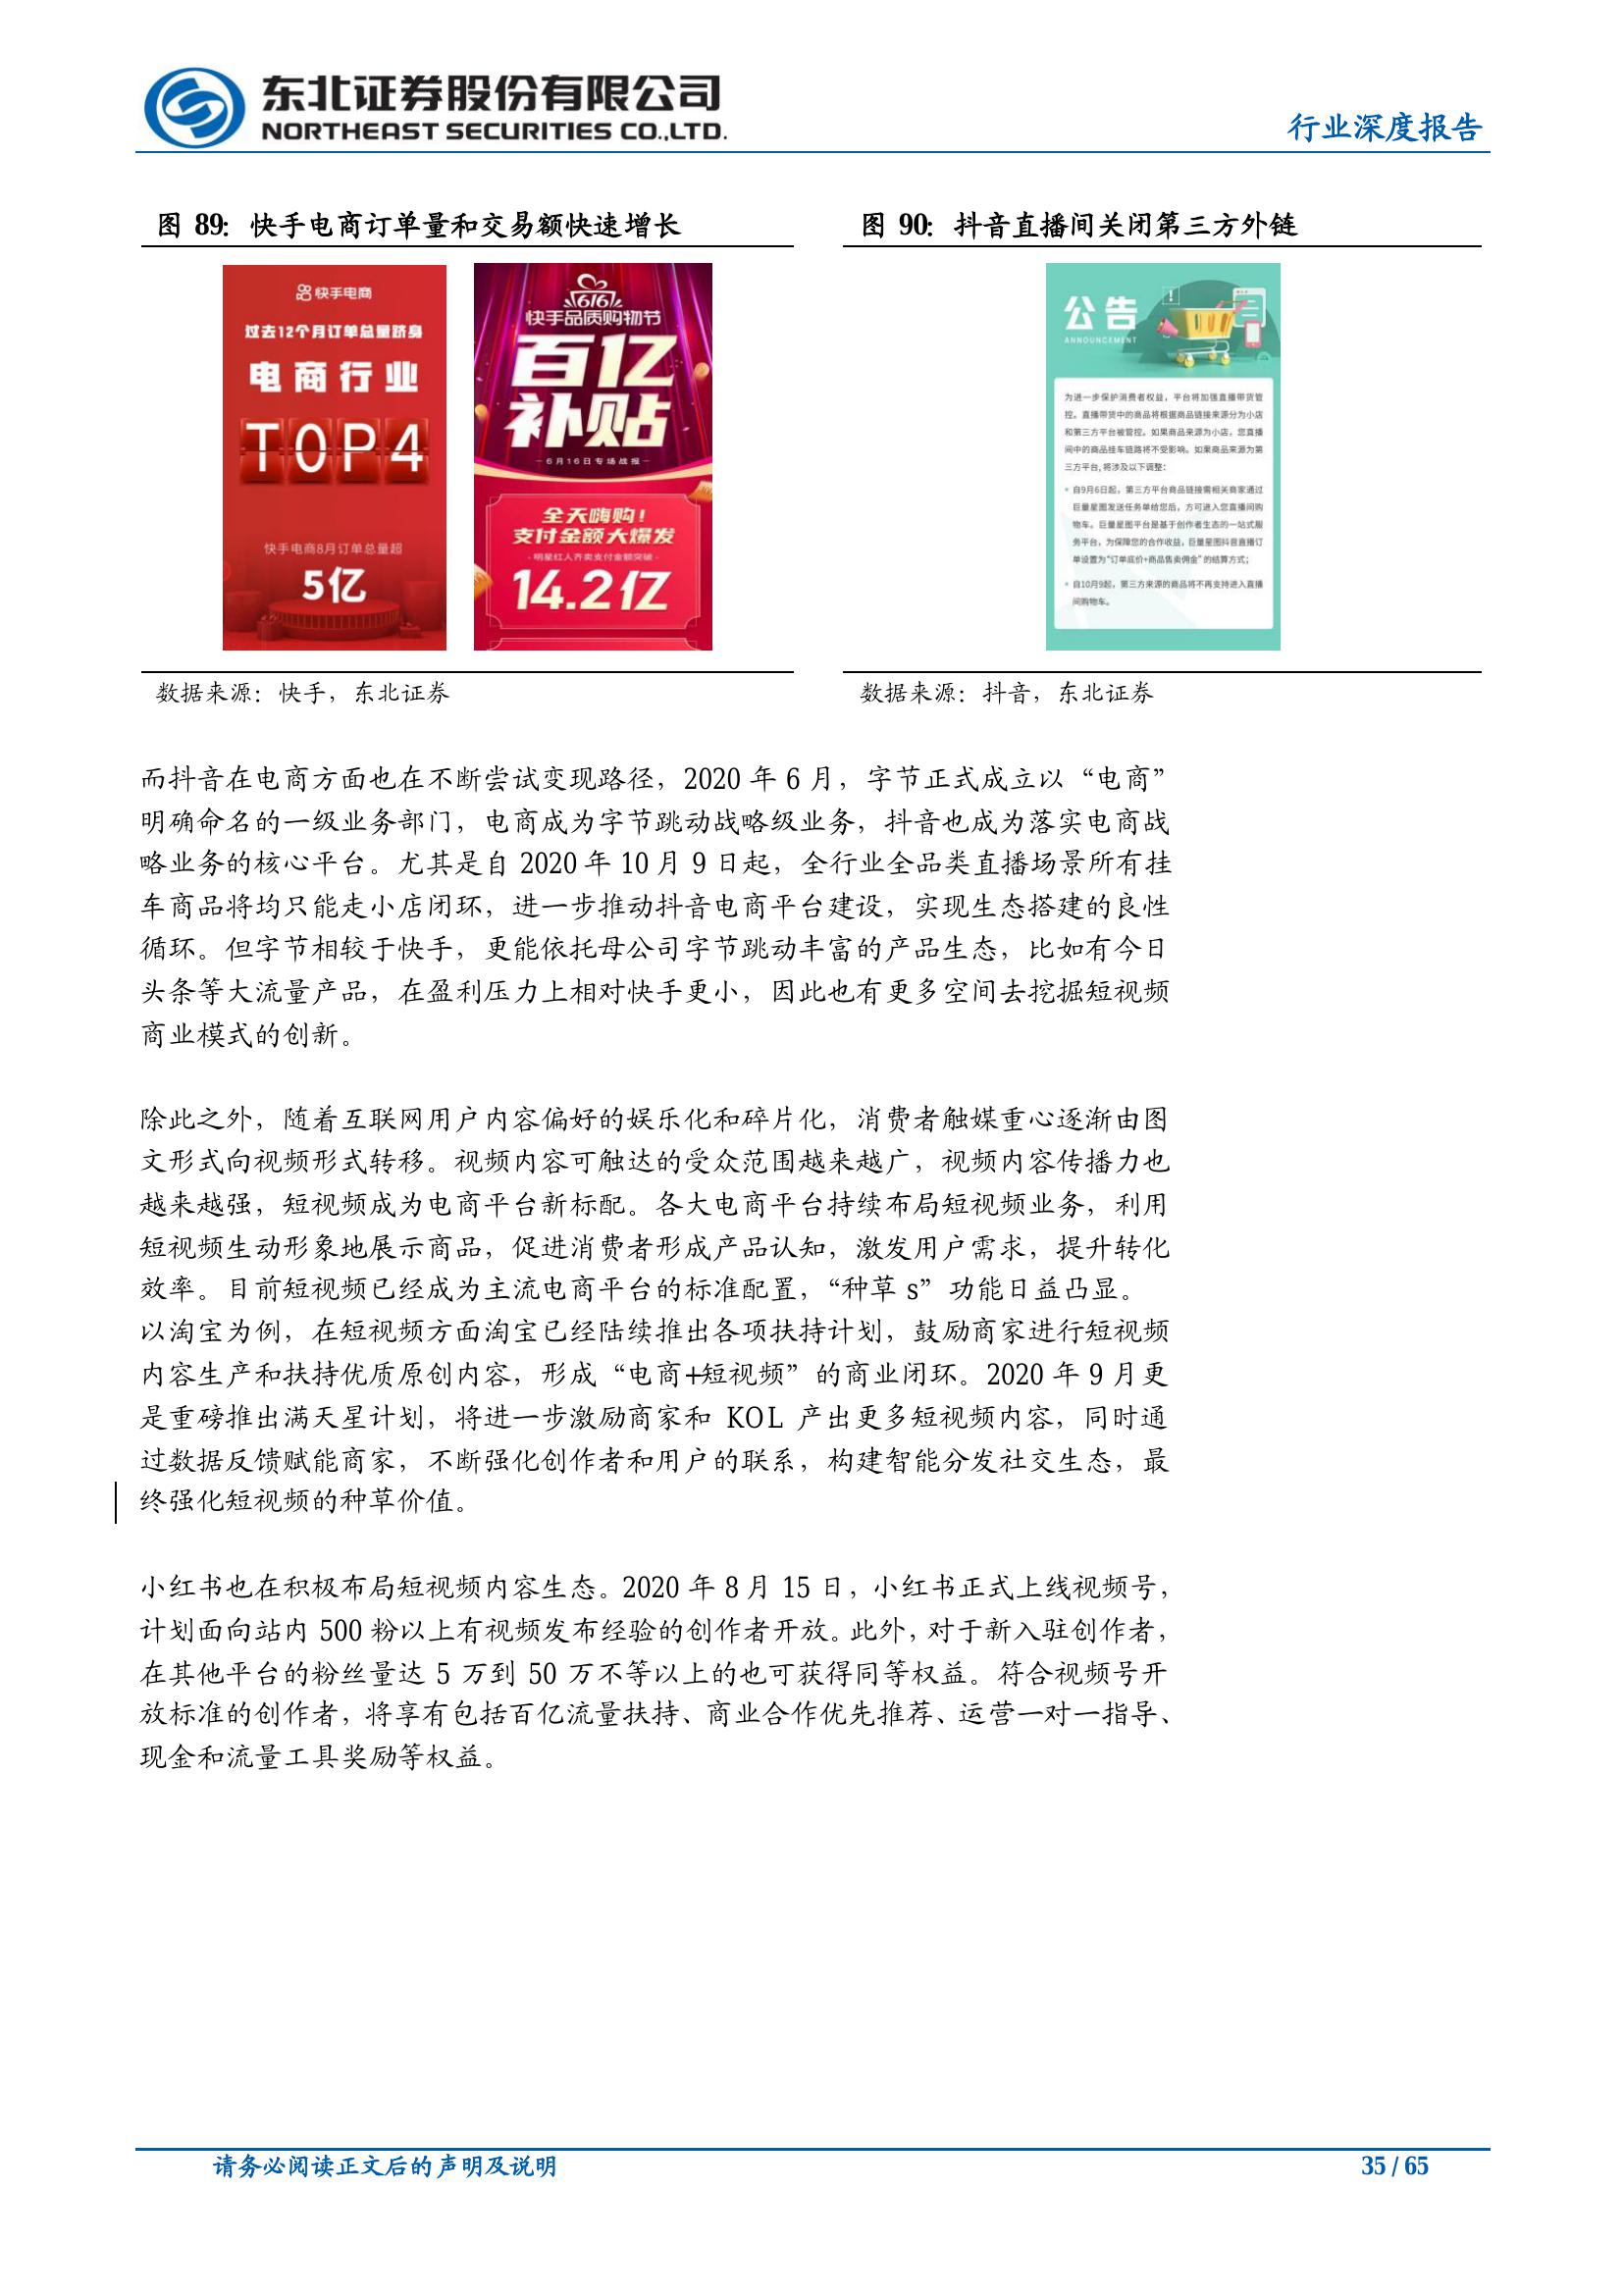 东北证券股份有限公司
NORTHEAST SECURITIES CO.,LTD.
行业深度报告
图 89：快手电商订单量和交易额快速增长
快手电商
过去12个月订单总量跻身
电商行业
TOP4
快手电商8月订单总量超
5亿
616
快手品质购物节
百亿
补贴
－6月16日专场战报－
全天嗨购！
支付金额大爆发
- 明星红人齐卖支付金额突破 -
14.2亿
数据来源：快手，东北证券
图 90：抖音直播间关闭第三方外链
公告
ANNOUNCEMENT
为进一步保护消费者权益，平台将加强直播带货管
控。直播带货中的商品将根据商品链接来源分为小店
和第三方平台被管控。如果商品来源为小店，您直播
间中的商品挂车链路将不受影响。如果商品来源为第
三方平台，将涉及以下调整：
• 自9月6日起，第三方平台商品链接需相关商家通过
巨量星图发送任务单给您后，方可进入您直播间购
物车。巨量星图平台是基于创作者生态的一站式服
务平台，为保障您的合作收益，巨量星图抖音直播订
单设置为“订单底价+商品售卖佣金”的结算方式；
• 自10月9起，第三方来源的商品将不再支持进入直播
间购物车。
数据来源：抖音，东北证券
而抖音在电商方面也在不断尝试变现路径，2020 年 6 月，字节正式成立以“电商”
明确命名的一级业务部门，电商成为字节跳动战略级业务，抖音也成为落实电商战
略业务的核心平台。尤其是自 2020 年 10 月 9 日起，全行业全品类直播场景所有挂
车商品将均只能走小店闭环，进一步推动抖音电商平台建设，实现生态搭建的良性
循环。但字节相较于快手，更能依托母公司字节跳动丰富的产品生态，比如有今日
头条等大流量产品，在盈利压力上相对快手更小，因此也有更多空间去挖掘短视频
商业模式的创新。
除此之外，随着互联网用户内容偏好的娱乐化和碎片化，消费者触媒重心逐渐由图
文形式向视频形式转移。视频内容可触达的受众范围越来越广，视频内容传播力也
越来越强，短视频成为电商平台新标配。各大电商平台持续布局短视频业务，利用
短视频生动形象地展示商品，促进消费者形成产品认知，激发用户需求，提升转化
效率。目前短视频已经成为主流电商平台的标准配置，“种草 s”功能日益凸显。
以淘宝为例，在短视频方面淘宝已经陆续推出各项扶持计划，鼓励商家进行短视频
内容生产和扶持优质原创内容，形成“电商+短视频”的商业闭环。2020 年 9 月更
是重磅推出满天星计划，将进一步激励商家和 KOL 产出更多短视频内容，同时通
过数据反馈赋能商家，不断强化创作者和用户的联系，构建智能分发社交生态，最
终强化短视频的种草价值。
小红书也在积极布局短视频内容生态。2020 年 8 月 15 日，小红书正式上线视频号，
计划面向站内 500 粉以上有视频发布经验的创作者开放。此外，对于新入驻创作者，
在其他平台的粉丝量达 5 万到 50 万不等以上的也可获得同等权益。符合视频号开
放标准的创作者，将享有包括百亿流量扶持、商业合作优先推荐、运营一对一指导、
现金和流量工具奖励等权益。
请务必阅读正文后的声明及说明
35 / 65